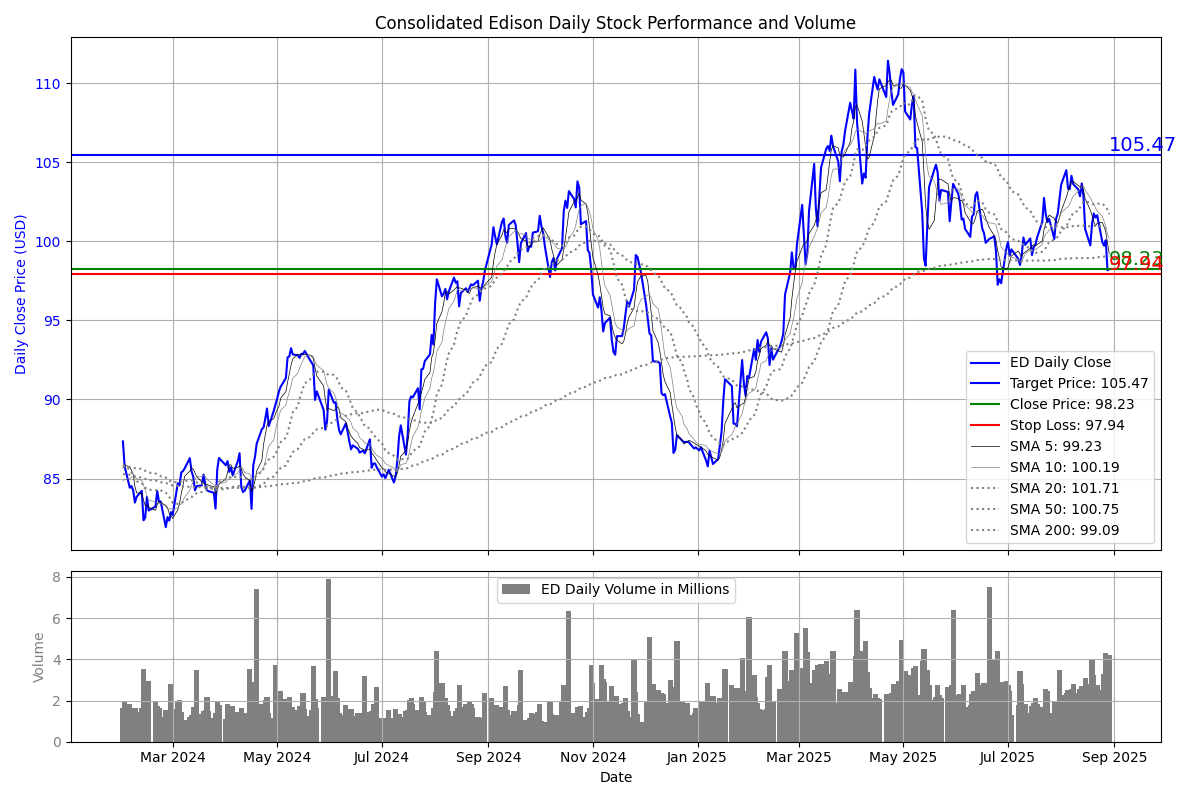 Consolidated Edison Daily Stock Performance and Volume
Daily Close Price (USD)
110
105
100
95
90
85
105.47
98.23
97.94
ED Daily Close
Target Price: 105.47
Close Price: 98.23
Stop Loss: 97.94
SMA 5: 99.23
SMA 10: 100.19
SMA 20: 101.71
SMA 50: 100.75
SMA 200: 99.09
ED Daily Volume in Millions
Volume
8
6
4
2
0
Mar 2024 May 2024 Jul 2024 Sep 2024 Nov 2024 Jan 2025 Mar 2025 May 2025 Jul 2025 Sep 2025
Date